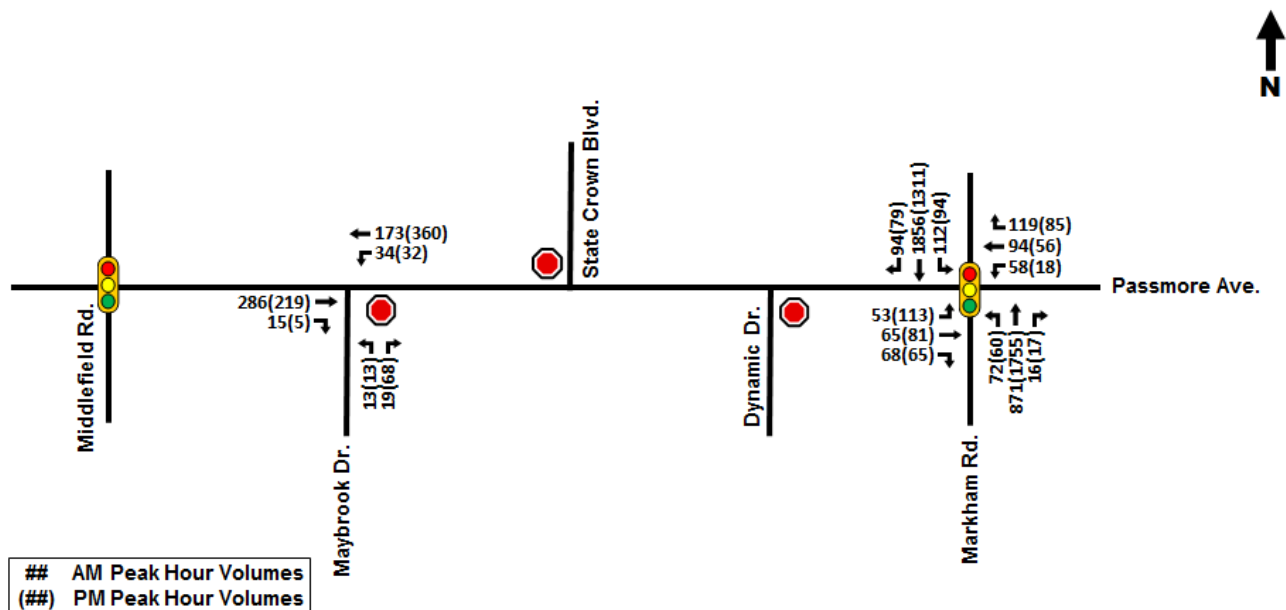 N
State Crown Blvd.
94(79)
1856(1311)
112(94)
119(85)
94(56)
58(18)
173(360)
34(32)
Passmore Ave.
286(219)
15(5)
53(113)
65(81)
68(65)
13(13)
19(68)
72(60)
871(1755)
16(17)
Middlefield Rd.
Maybrook Dr.
Dynamic Dr.
Markham Rd.
## AM Peak Hour Volumes
(##) PM Peak Hour Volumes